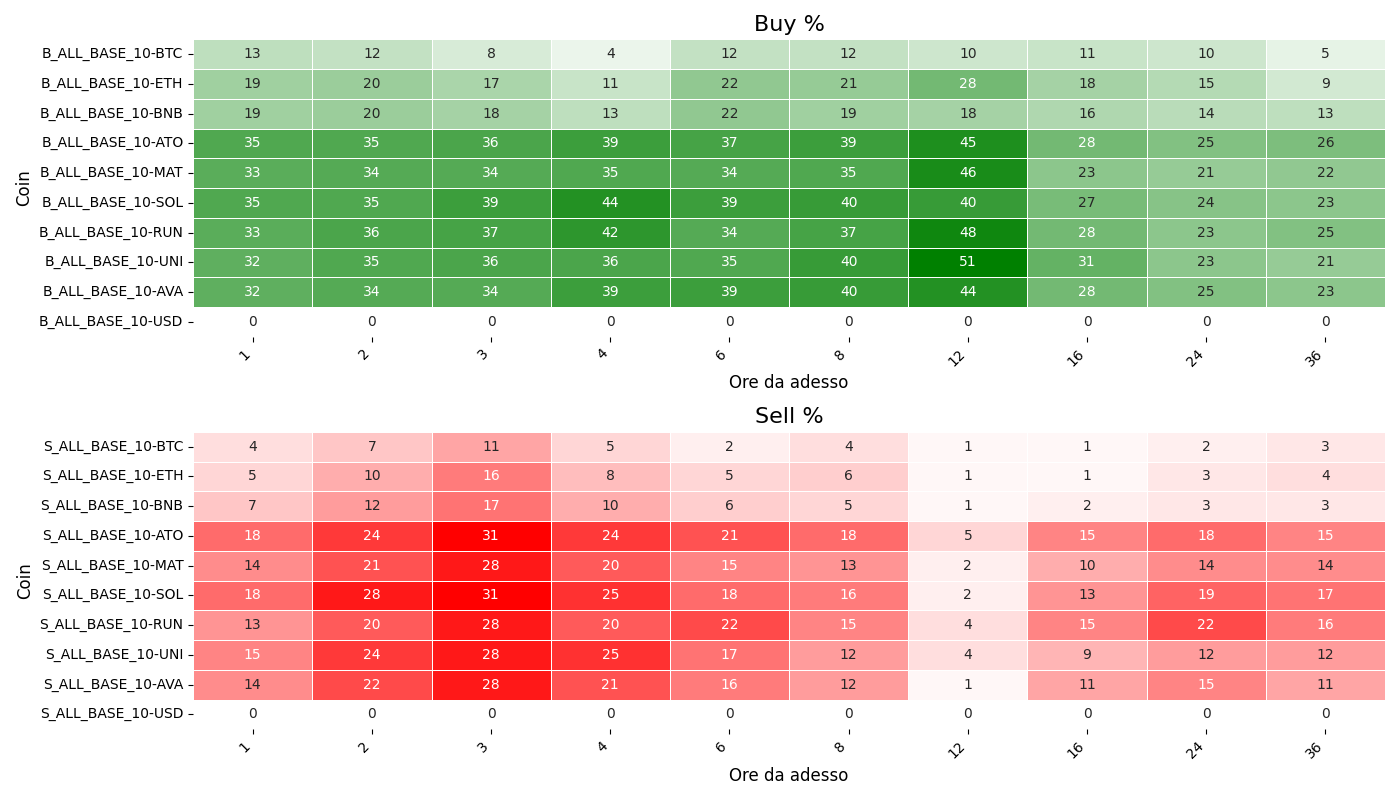 Buy %
Coin
B_ALL_BASE_10-BTC 13 12 8 4 12 12 10 11 10 5
B_ALL_BASE_10-ETH 19 20 17 11 22 21 28 18 15 9
B_ALL_BASE_10-BNB 19 20 18 13 22 19 18 16 14 13
B_ALL_BASE_10-ATO 35 35 36 39 37 39 45 28 25 26
B_ALL_BASE_10-MAT 33 34 34 35 34 35 46 23 21 22
B_ALL_BASE_10-SOL 35 35 39 44 39 40 40 27 24 23
B_ALL_BASE_10-RUN 33 36 37 42 34 37 48 28 23 25
B_ALL_BASE_10-UNI 32 35 36 36 35 40 51 31 23 21
B_ALL_BASE_10-AVA 32 34 34 39 39 40 44 28 25 23
B_ALL_BASE_10-USD 0 0 0 0 0 0 0 0 0 0
1 2 3 4 6 8 12 16 24 36
Ore da adesso
Sell %
Coin
S_ALL_BASE_10-BTC 4 7 11 5 2 4 1 1 2 3
S_ALL_BASE_10-ETH 5 10 16 8 5 6 1 1 3 4
S_ALL_BASE_10-BNB 7 12 17 10 6 5 1 2 3 3
S_ALL_BASE_10-ATO 18 24 31 24 21 18 5 15 18 15
S_ALL_BASE_10-MAT 14 21 28 20 15 13 2 10 14 14
S_ALL_BASE_10-SOL 18 28 31 25 18 16 2 13 19 17
S_ALL_BASE_10-RUN 13 20 28 20 22 15 4 15 22 16
S_ALL_BASE_10-UNI 15 24 28 25 17 12 4 9 12 12
S_ALL_BASE_10-AVA 14 22 28 21 16 12 1 11 15 11
S_ALL_BASE_10-USD 0 0 0 0 0 0 0 0 0 0
1 2 3 4 6 8 12 16 24 36
Ore da adesso